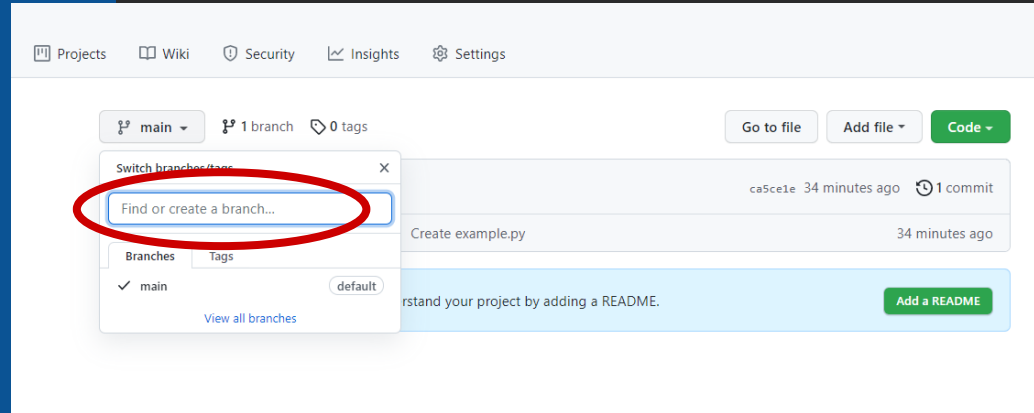 Projects Wiki Security Insights Settings
main 1 branch 0 tags Go to file Add file Code
Switch branches/tags
ca5ce1e 34 minutes ago 1 commit
Find or create a branch...
Create example.py 34 minutes ago
Branches Tags
main default
rstand your project by adding a README. Add a README
View all branches